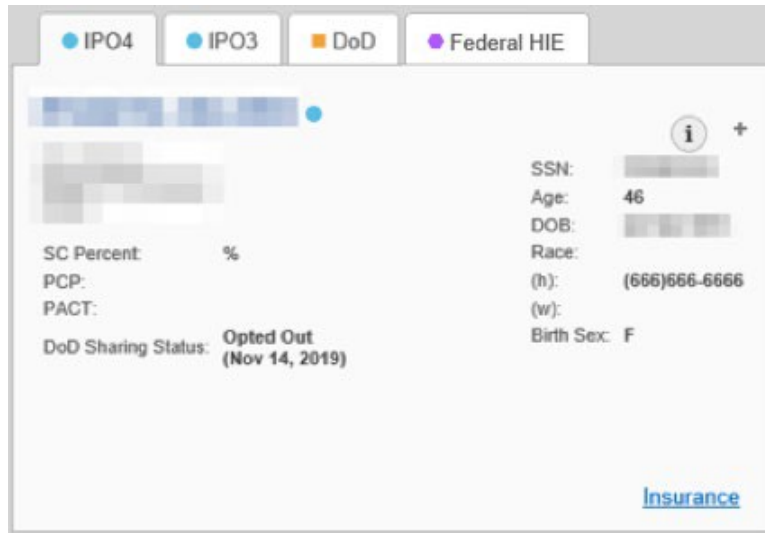 IPO4 IPO3 DoD Federal HIE
i +
SSN:
Age: 46
DOB:
SC Percent: % Race:
PCP: (h): (666)666-6666
PACT: (w):
DoD Sharing Status: Opted Out (Nov 14, 2019) Birth Sex: F
Insurance